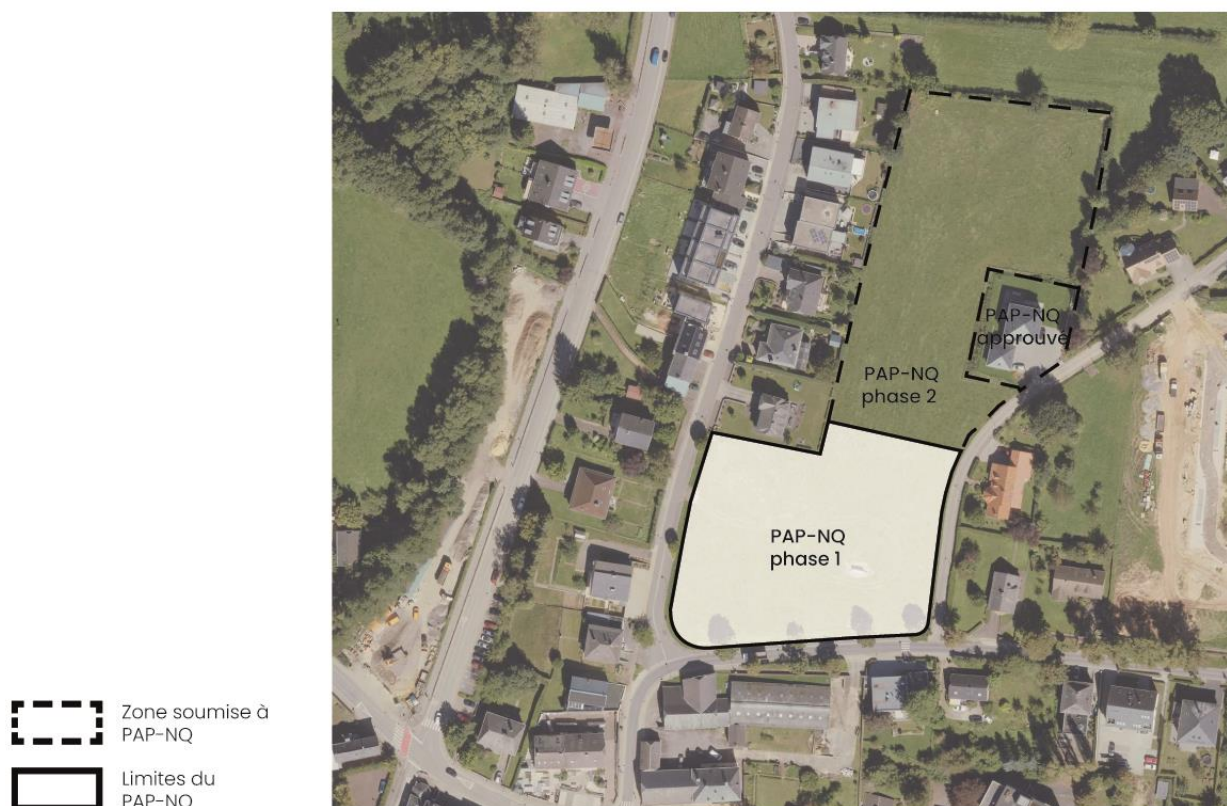 PAP-NQ
approuvé
PAP-NQ
phase 2
PAP-NQ
phase 1
Zone soumise à
PAP-NQ
Limites du
PAP-NQ